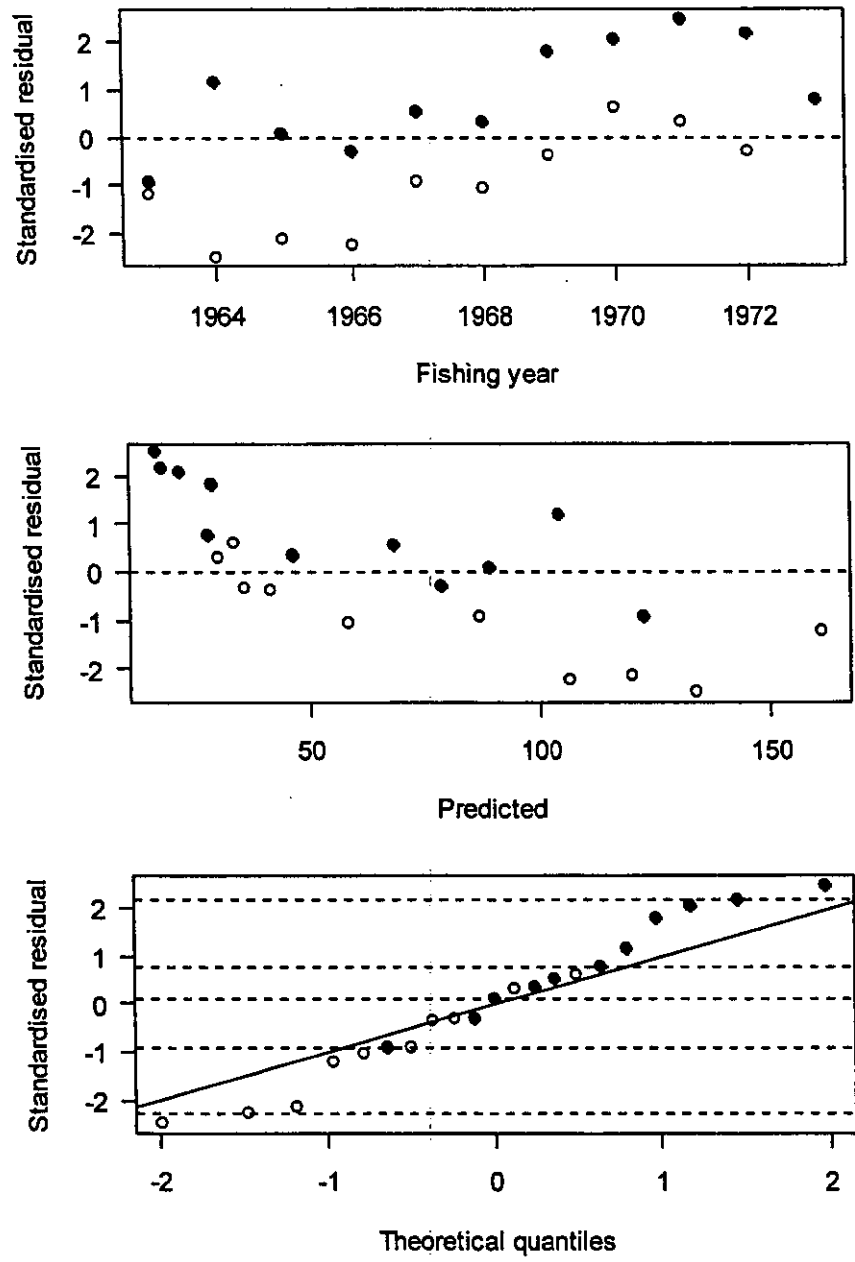 Standardised residual
2
1
0
-1
-2
1964 1966 1968 1970 1972
Fishing year
Standardised residual
2
1
0
-1
-2
50 100 150
Predicted
Standardised residual
2
1
0
-1
-2
-2 -1 0 1 2
Theoretical quantiles